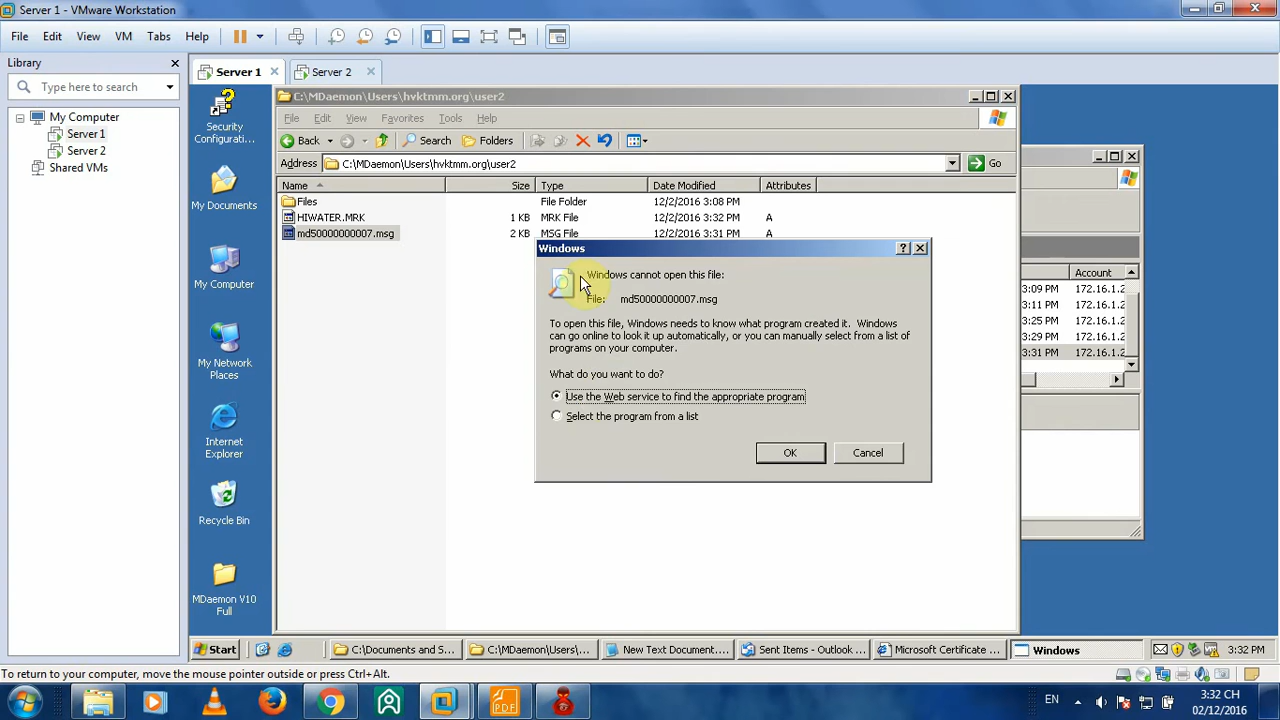 Server 1 - VMware Workstation
File Edit View VM Tabs Help
Library
Type here to search
My Computer
Server 1
Server 2
Shared VMs
Server 1
Server 2
C:\MDaemon\Users\hvktmm.org\user2
File Edit View Favorites Tools Help
Back Search Folders
Address C:\MDaemon\Users\hvktmm.org\user2 Go
Name Size Type Date Modified Attributes
Files File Folder 12/2/2016 3:08 PM
HIWATER.MRK 1 KB MRK File 12/2/2016 3:32 PM A
md50000000007.msg 2 KB MSG File 12/2/2016 3:31 PM A
Security
Configurati...
My Documents
My Computer
My Network
Places
Internet
Explorer
Recycle Bin
MDaemon V10
Full
Windows
Windows cannot open this file:
File: md50000000007.msg
To open this file, Windows needs to know what program created it. Windows
can go online to look it up automatically, or you can manually select from a list of
programs on your computer.
What do you want to do?
Use the Web service to find the appropriate program
Select the program from a list
OK Cancel
Account
3:09 PM 172.16.1.2
3:11 PM 172.16.1.2
3:25 PM 172.16.1.2
3:29 PM 172.16.1.2
3:31 PM 172.16.1.2
Start C:\Documents and S... C:\MDaemon\Users\... New Text Document.... Sent Items - Outlook ... Microsoft Certificate ... Windows 3:32 PM
To return to your computer, move the mouse pointer outside or press Ctrl+Alt.
PDF
EN
3:32 CH
02/12/2016